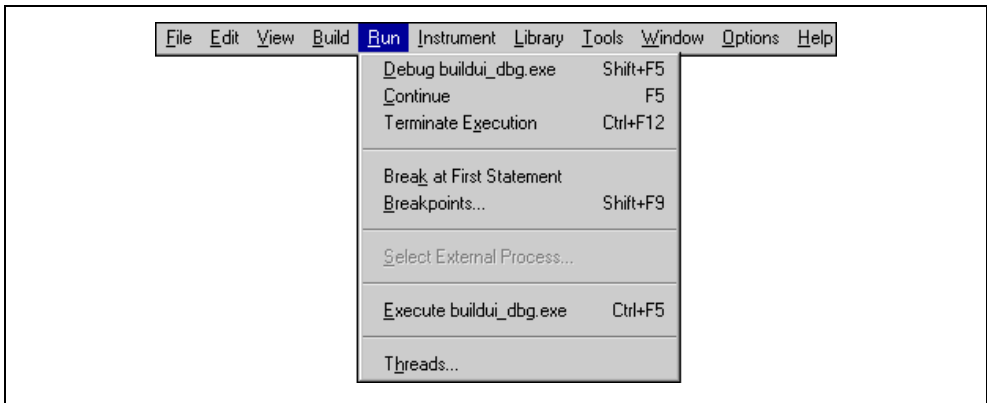 File Edit View Build Run Instrument Library Tools Window Options Help
Debug buildui_dbg.exe Shift+F5
Continue F5
Terminate Execution Ctrl+F12
Break at First Statement
Breakpoints... Shift+F9
Select External Process...
Execute buildui_dbg.exe Ctrl+F5
Threads...